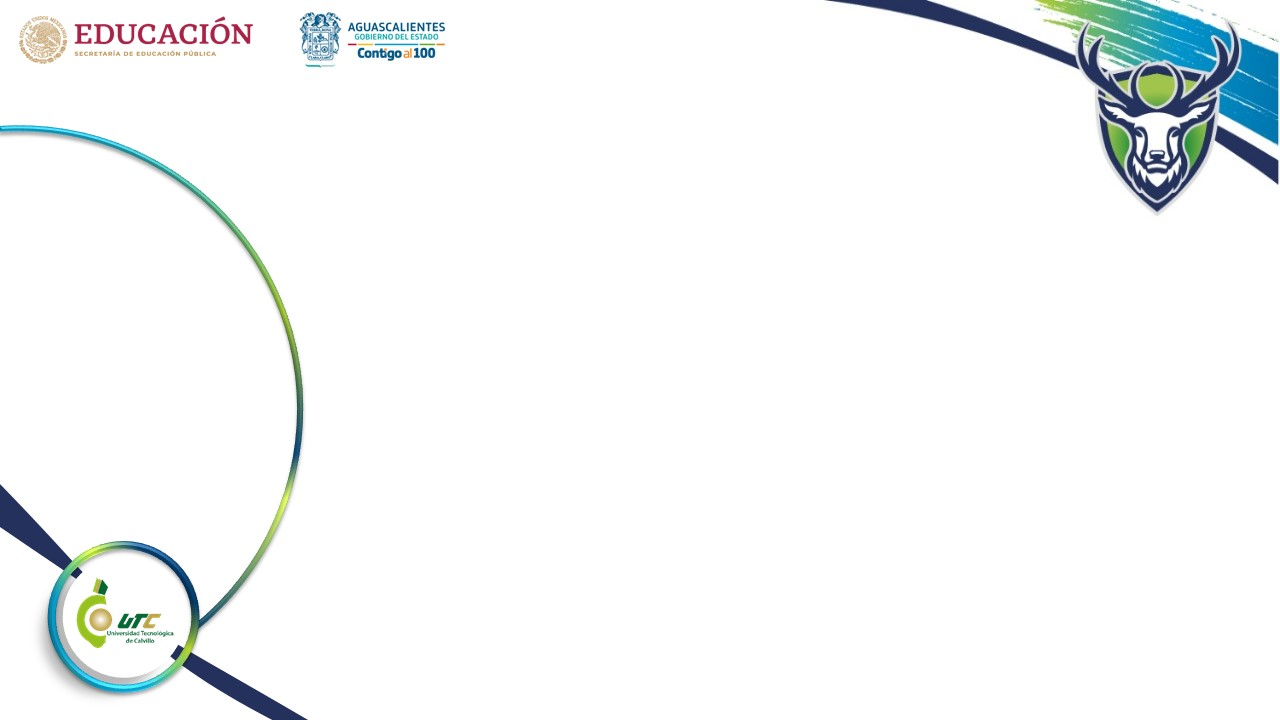 EDUCACIÓN
SECRETARÍA DE EDUCACIÓN PÚBLICA
AGUASCALIENTES
GOBIERNO DEL ESTADO
Contigo al 100
UTC
Universidad Tecnológica
de Calvillo